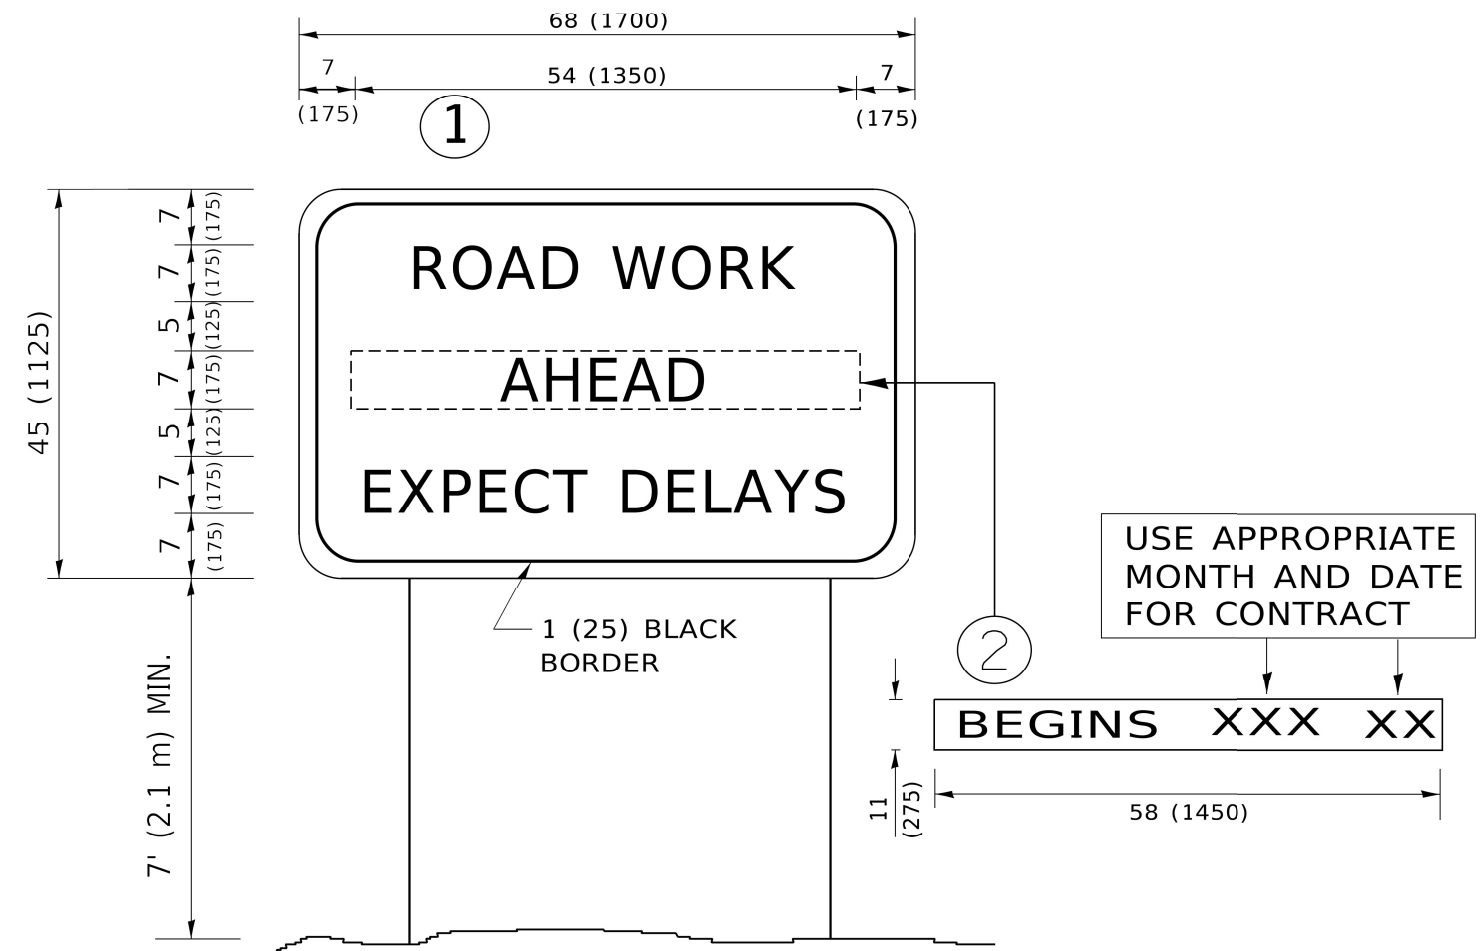 68 (1700)
7
54 (1350)
7
(175)
(175)
1
7 (175)
7 (175)
5 (125)
7 (175)
5 (125)
7 (175)
7 (175)
45 (1125)
ROAD WORK
AHEAD
EXPECT DELAYS
1 (25) BLACK
BORDER
7' (2.1 m) MIN.
2
USE APPROPRIATE
MONTH AND DATE
FOR CONTRACT
BEGINS XXX XX
11
(275)
58 (1450)